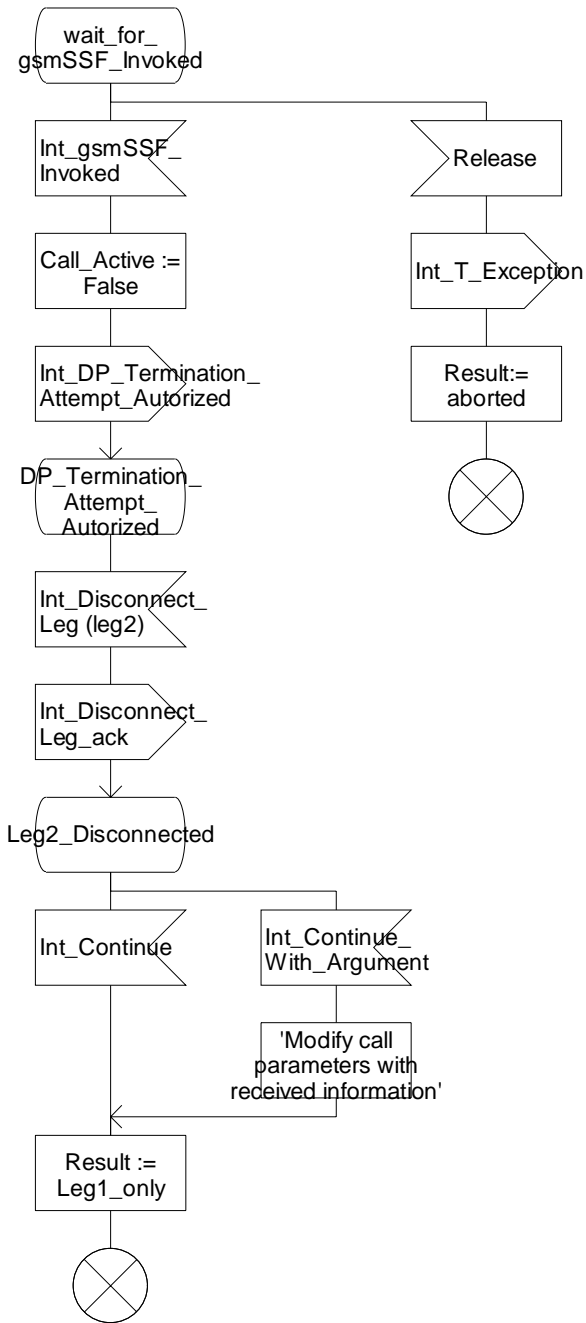 wait_for_
gsmSSF_Invoked
Int_gsmSSF_
Invoked
Release
Call_Active :=
False
Int_T_Exception
Int_DP_Termination_
Attempt_Autorized
Result:=
aborted
DP_Termination_
Attempt_
Autorized
Int_Disconnect_
Leg (leg2)
Int_Disconnect_
Leg_ack
Leg2_Disconnected
Int_Continue
Int_Continue_
With_Argument
'Modify call
parameters with
received information'
Result :=
Leg1_only